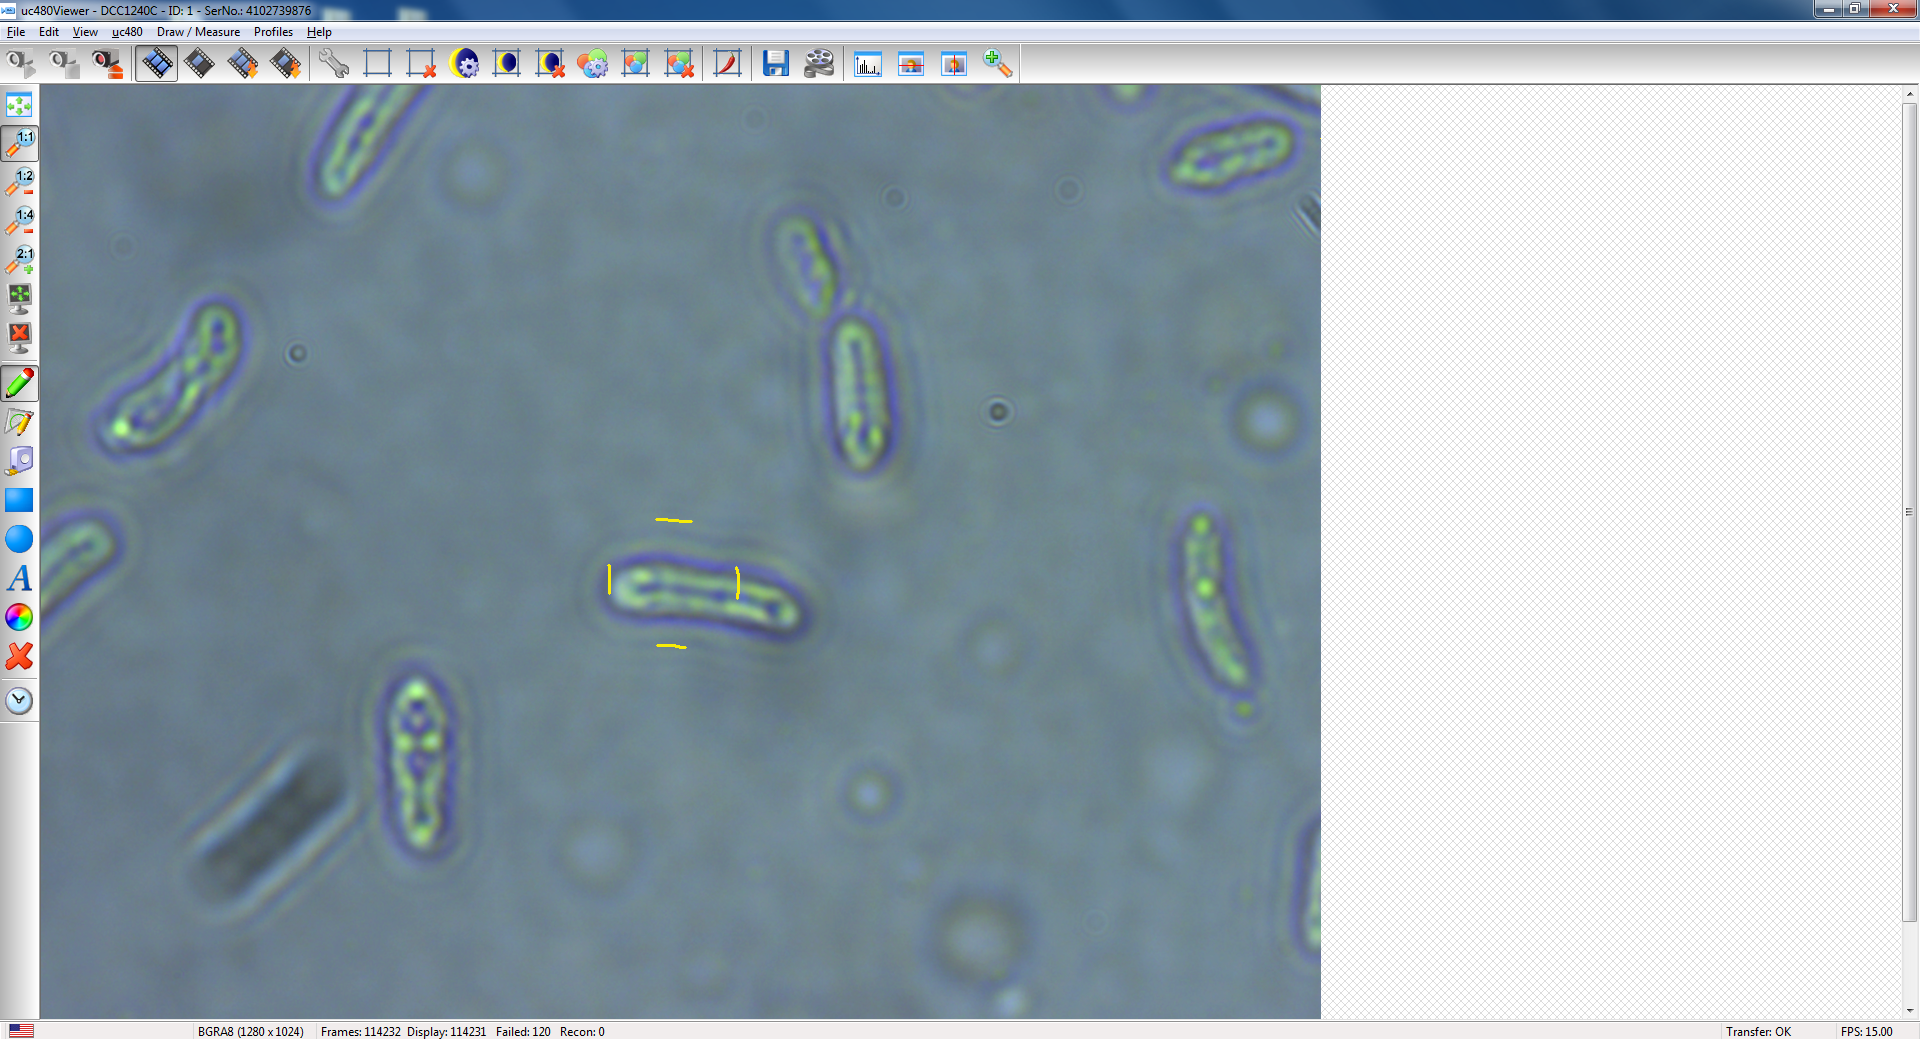 uc480Viewer - DCC1240C - ID: 1 - SerNo.: 4102739876
File Edit View uc480 Draw / Measure Profiles Help
1:1
1:2
1:4
2:1
A
BGRA8 (1280 x 1024) Frames: 114232 Display: 114231 Failed: 120 Recon: 0 Transfer: OK FPS: 15.00